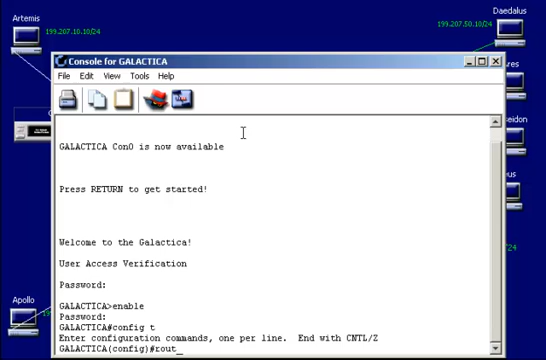 Daedalus
Artemis
199.207.50.10/24
199.207.10.10/24
Console for GALACTICA
File Edit View Tools Help
GALACTICA Con0 is now available
Press RETURN to get started!
Welcome to the Galactica!
User Access Verification
Password:
GALACTICA>enable
Password:
GALACTICA#config t
Enter configuration commands, one per line. End with CNTL/Z
GALACTICA(config)#rout_
Apollo
/24